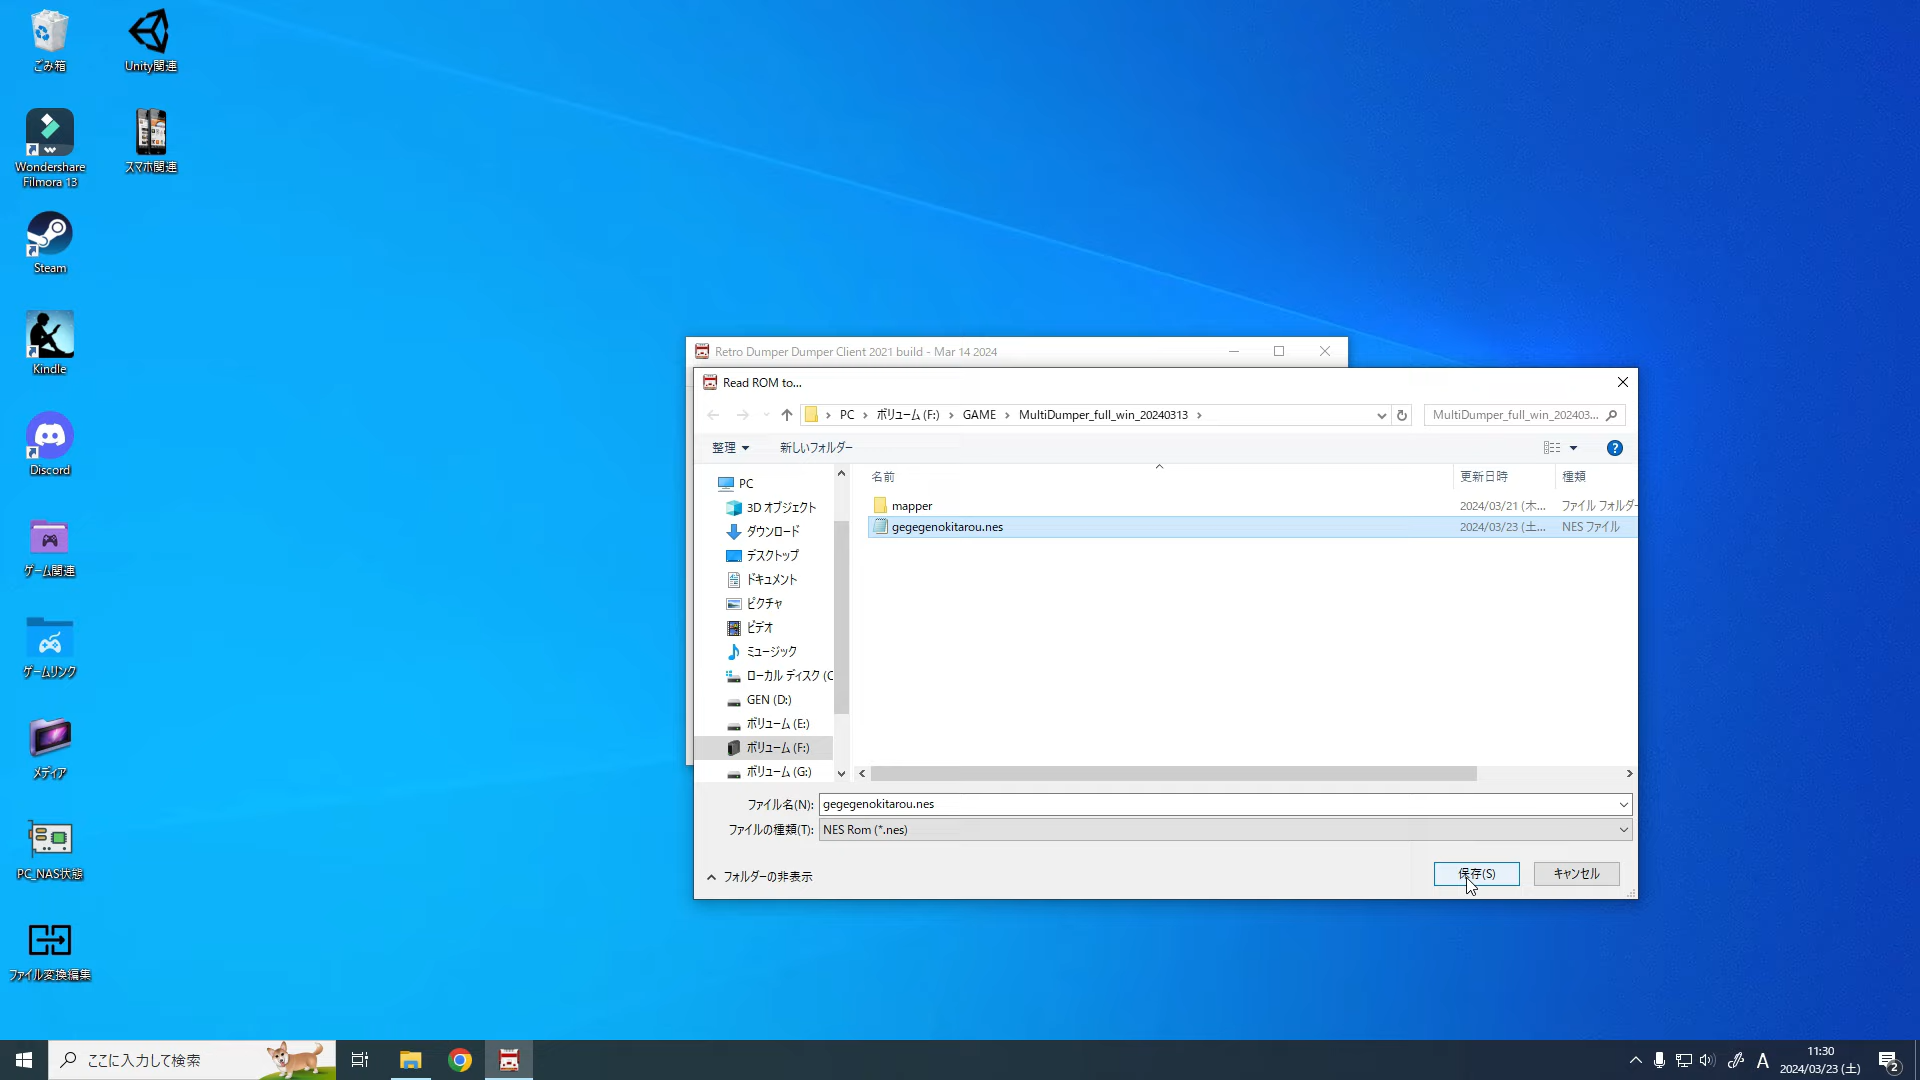 ごみ箱
Unity関連
Wondershare
Filmora 13
スマホ関連
Steam
Kindle
Discord
ゲーム関連
ゲームリンク
メディア
PC_NAS状態
ファイル変換編集
Retro Dumper Dumper Client 2021 build - Mar 14 2024
Read ROM to...
PC
ボリューム (F:)
GAME
MultiDumper_full_win_20240313
MultiDumper_full_win_202403...
整理
新しいフォルダー
名前
更新日時
種類
mapper
2024/03/21 (木...
ファイル フォルダー
gegegenokitarou.nes
2024/03/23 (土...
NES ファイル
PC
3D オブジェクト
ダウンロード
デスクトップ
ドキュメント
ピクチャ
ビデオ
ミュージック
ローカル ディスク (C
GEN (D:)
ボリューム (E:)
ボリューム (F:)
ボリューム (G:)
ファイル名(N):
gegegenokitarou.nes
ファイルの種類(T):
NES Rom (*.nes)
フォルダーの非表示
保存(S)
キャンセル
ここに入力して検索
A
11:30
2024/03/23 (土)
2